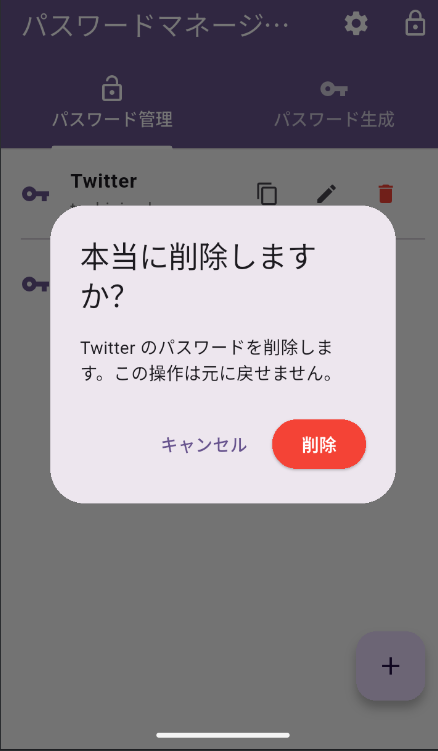 パスワードマネージ…
パスワード管理
パスワード生成
Twitter
本当に削除します
か?
Twitter のパスワードを削除しま
す。この操作は元に戻せません。
キャンセル
削除